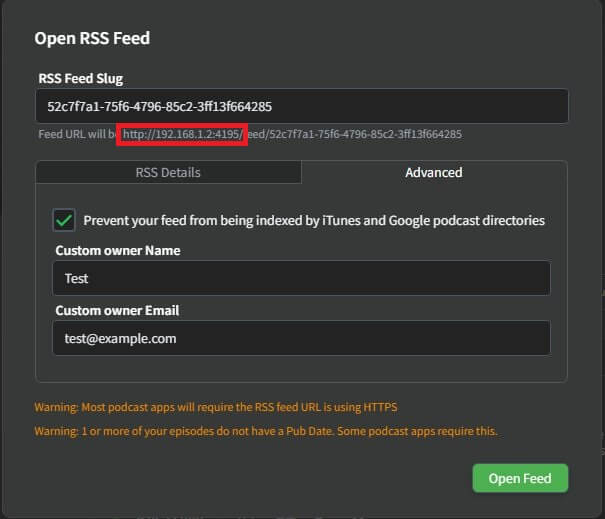 Open RSS Feed
RSS Feed Slug
52c7f7a1-75f6-4796-85c2-3ff13f664285
Feed URL will be http://192.168.1.2:4195/feed/52c7f7a1-75f6-4796-85c2-3ff13f664285
RSS Details Advanced
Prevent your feed from being indexed by iTunes and Google podcast directories
Custom owner Name
Test
Custom owner Email
test@example.com
Warning: Most podcast apps will require the RSS feed URL is using HTTPS
Warning: 1 or more of your episodes do not have a Pub Date. Some podcast apps require this.
Open Feed